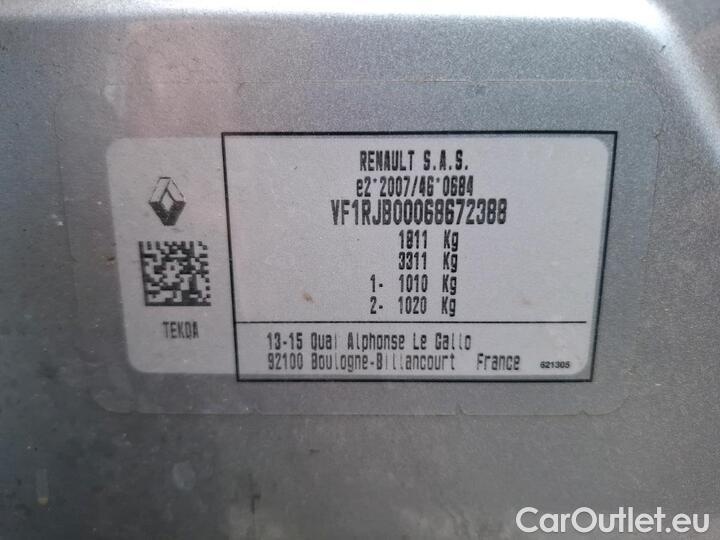 RENAULT S.A.S.
e2*2007/46*0684
VF1RJB00068672388
1811 Kg
3311 Kg
1- 1010 Kg
2- 1020 Kg
TEKDA
13-15 Quai Alphonse Le Gallo
92100 Boulogne-Billancourt France 621305
CarOutlet.eu